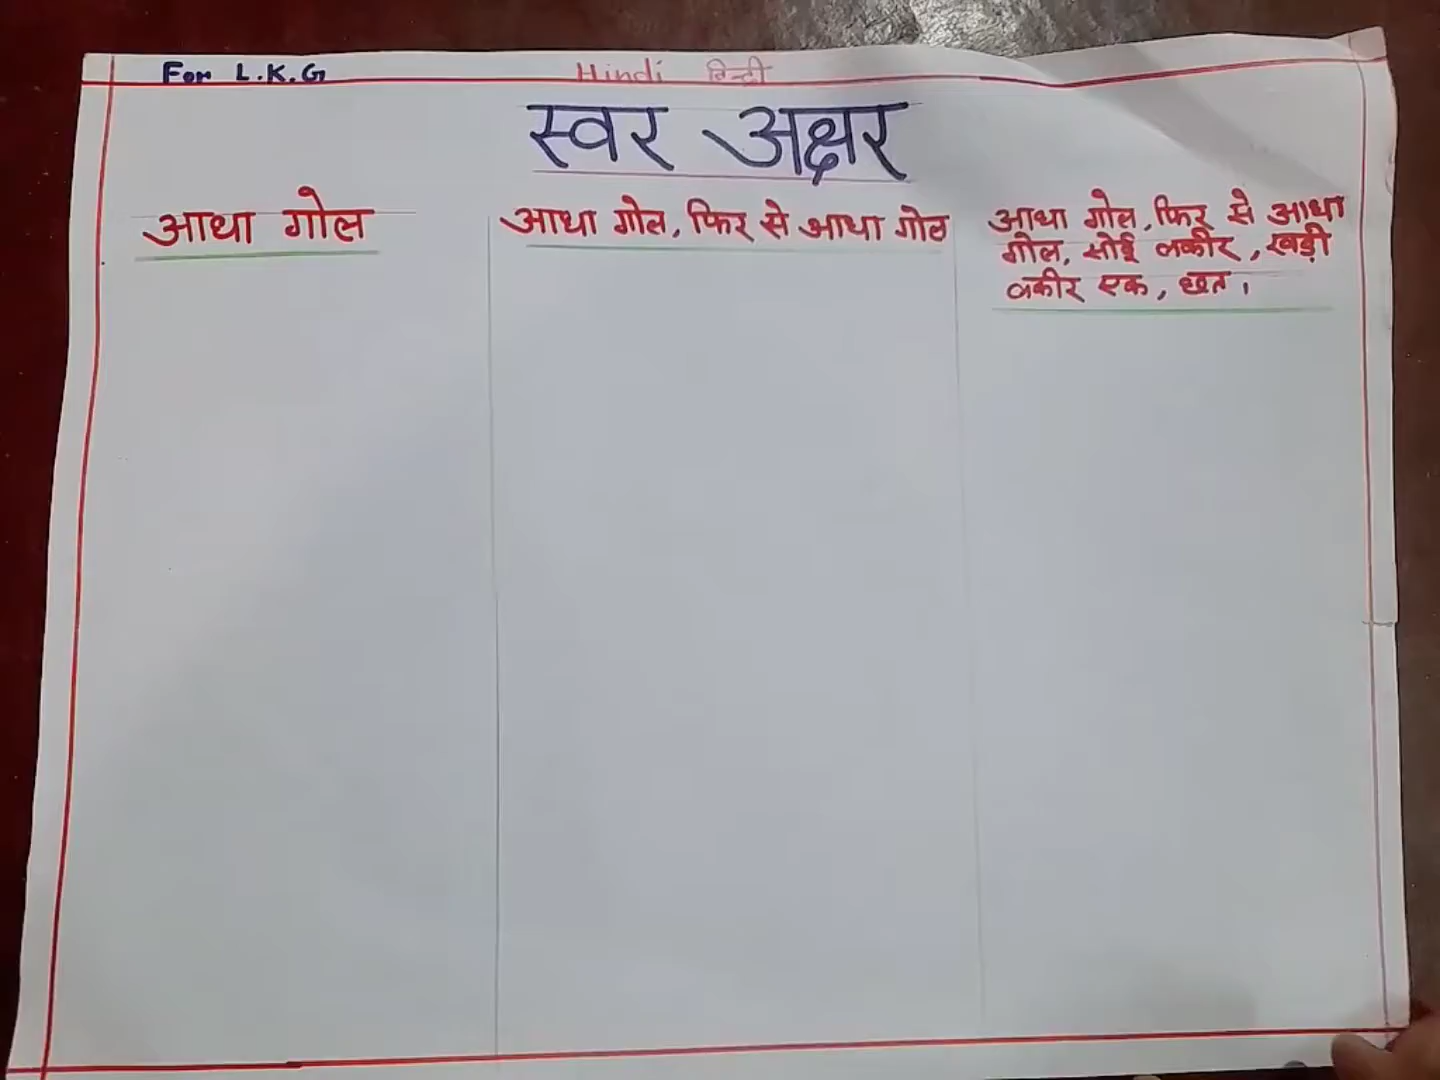 For L.K.G
Hindi हिन्दी
स्वर अक्षर
आधा गोल
आधा गोल, फिर से आधा गोल
आधा गोल, फिर से आधा
गोल, सोई लकीर, खड़ी
लकीर एक, छत।